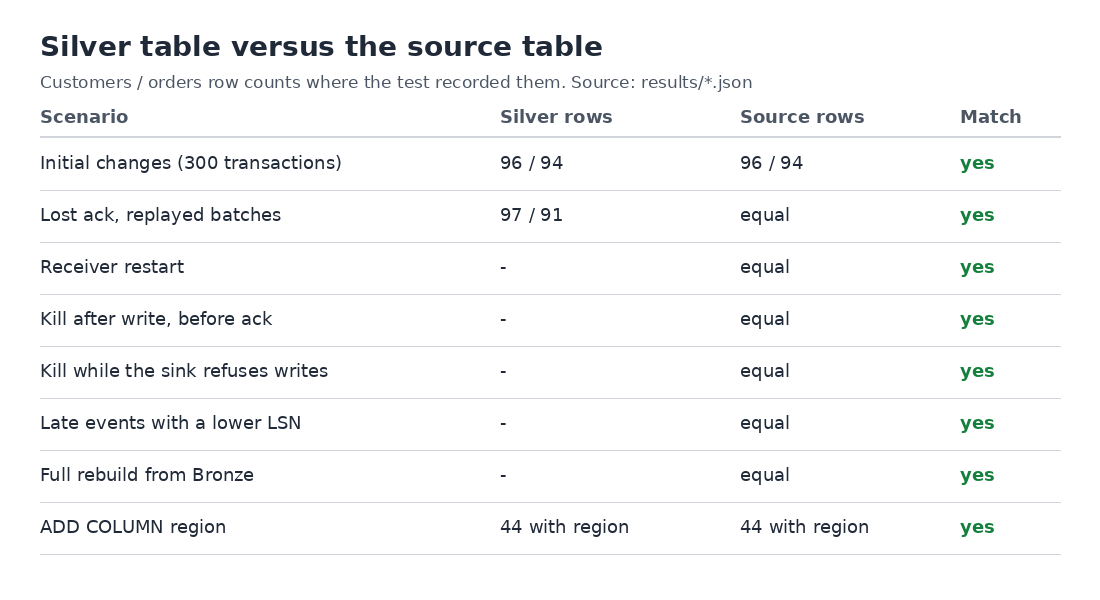 Silver table versus the source table
Customers / orders row counts where the test recorded them. Source: results/*.json
Scenario Silver rows Source rows Match
Initial changes (300 transactions) 96 / 94 96 / 94 yes
Lost ack, replayed batches 97 / 91 equal yes
Receiver restart - equal yes
Kill after write, before ack - equal yes
Kill while the sink refuses writes - equal yes
Late events with a lower LSN - equal yes
Full rebuild from Bronze - equal yes
ADD COLUMN region 44 with region 44 with region yes